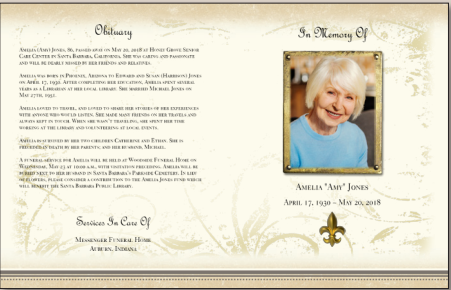 Obituary
Amelia (Amy) Jones, 86, passed away on May 20, 2018 at Honey Grove Senior
Care Center in Santa Barbara, California. She was caring and passionate
and will be dearly missed by her friends and relatives.
Amelia was born in Phoenix, Arizona to Edward and Susan (Harrison) Jones
on April 17, 1932. After completing her education, Amelia spent several
years as a Librarian at her local library. She married Michael Jones on
May 27th, 1952.
Amelia loved to travel, and loved to share her stories of her experiences
with anyone who would listen. She made many friends on her travels and
always kept in touch. When she wasn't traveling, she spent her time
working at the library and volunteering at local events.
Amelia is survived by her two children Catherine and Ethan. She is
preceded in death by her parents, and husband, Michael.
A funeral service for Amelia will be held at Woodside Funeral Home on
Wednesday, May 23 at 10:00 a.m., with visitation preceding. Amelia will be
buried next to her husband in Santa Barbara's Parkside Cemetery. In lieu
of flowers, please consider a contribution to the Amelia Jones fund which
will benefit the Santa Barbara Public Library.
Services In Care Of
Messenger Funeral Home
Auburn, Indiana
In Memory Of
Amelia "Amy" Jones
April 17, 1930 – May 20, 2018